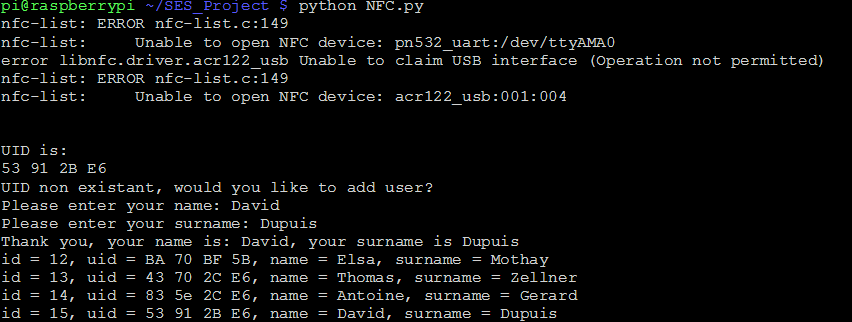 pi@raspberrypi ~/SES_Project $ python NFC.py
nfc-list: ERROR nfc-list.c:149
nfc-list:     Unable to open NFC device: pn532_uart:/dev/ttyAMA0
error libnfc.driver.acr122_usb Unable to claim USB interface (Operation not permitted)
nfc-list: ERROR nfc-list.c:149
nfc-list:     Unable to open NFC device: acr122_usb:001:004
UID is:
53 91 2B E6
UID non existant, would you like to add user?
Please enter your name: David
Please enter your surname: Dupuis
Thank you, your name is: David, your surname is Dupuis
id = 12, uid = BA 70 BF 5B, name = Elsa, surname = Mothay
id = 13, uid = 43 70 2C E6, name = Thomas, surname = Zellner
id = 14, uid = 83 5e 2C E6, name = Antoine, surname = Gerard
id = 15, uid = 53 91 2B E6, name = David, surname = Dupuis